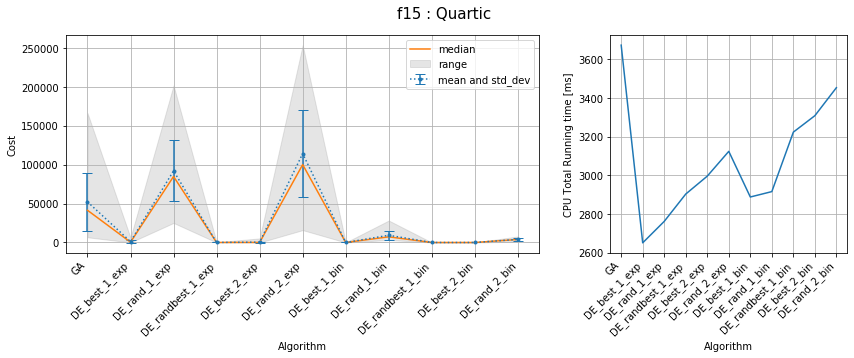 f15 : Quartic
Cost
250000
200000
150000
100000
50000
0
median
range
mean and std_dev
GA
DE_best_1_exp
DE_rand_1_exp
DE_randbest_1_exp
DE_best_2_exp
DE_rand_2_exp
DE_best_1_bin
DE_rand_1_bin
DE_randbest_1_bin
DE_best_2_bin
DE_rand_2_bin
Algorithm
CPU Total Running time [ms]
3600
3400
3200
3000
2800
2600
GA
DE_best_1_exp
DE_rand_1_exp
DE_randbest_1_exp
DE_best_2_exp
DE_rand_2_exp
DE_best_1_bin
DE_rand_1_bin
DE_randbest_1_bin
DE_best_2_bin
DE_rand_2_bin
Algorithm